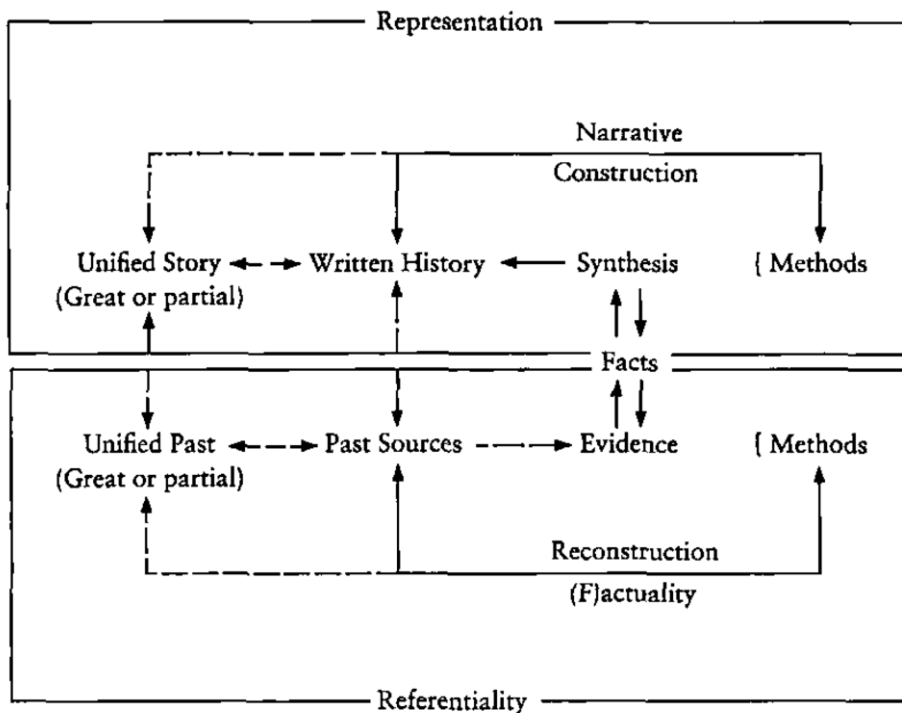 Representation
Narrative
Construction
Unified Story
(Great or partial)
Written History
Synthesis
{ Methods
Facts
Unified Past
(Great or partial)
Past Sources
Evidence
{ Methods
Reconstruction
(F)actuality
Referentiality